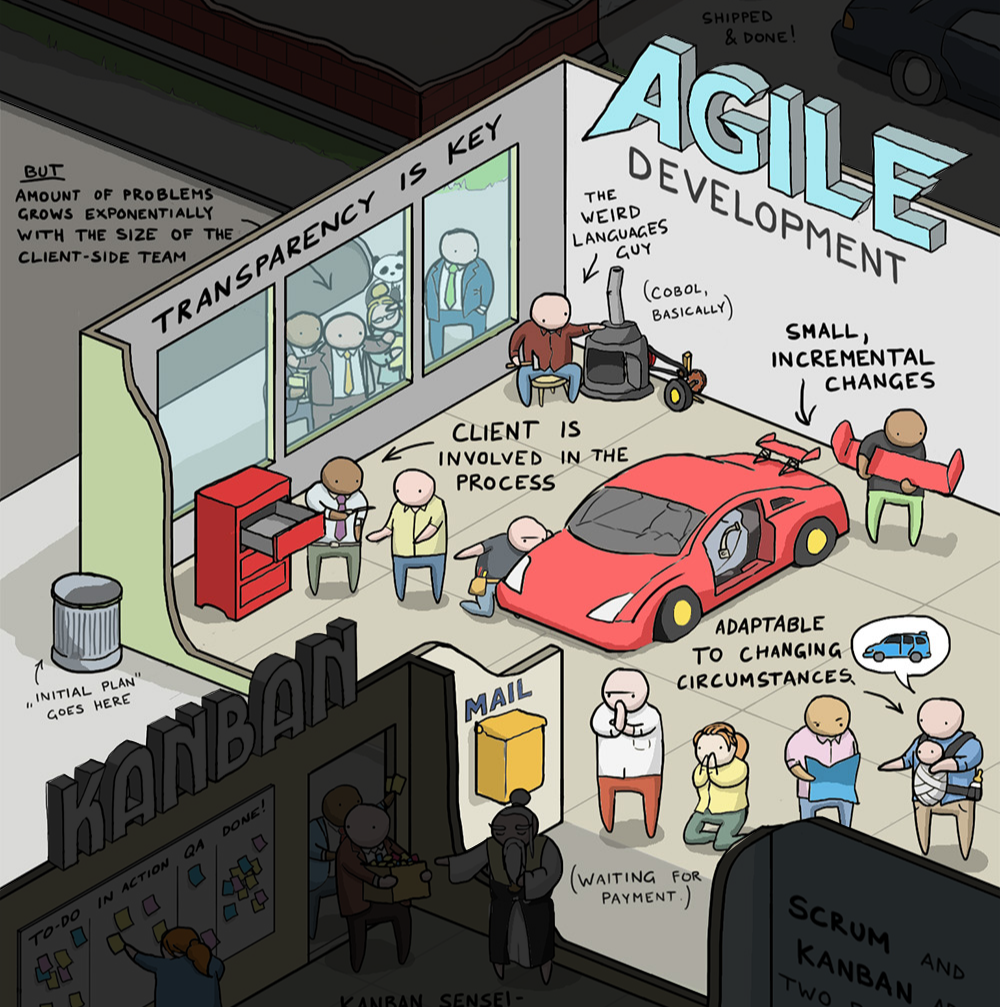 SHIPPED
& DONE!
AGILE
DEVELOPMENT
TRANSPARENCY IS KEY
BUT
AMOUNT OF PROBLEMS
GROWS EXPONENTIALLY
WITH THE SIZE OF THE
CLIENT-SIDE TEAM
THE
WEIRD
LANGUAGES
GUY
(COBOL,
BASICALLY)
SMALL,
INCREMENTAL
CHANGES
CLIENT IS
INVOLVED IN THE
PROCESS
ADAPTABLE
TO CHANGING
CIRCUMSTANCES
„INITIAL PLAN"
GOES HERE
MAIL
(WAITING FOR
PAYMENT.)
KANBAN
TO-DO IN ACTION QA DONE!
SCRUM AND
KANBAN
TWO
KANBAN SENSEI-